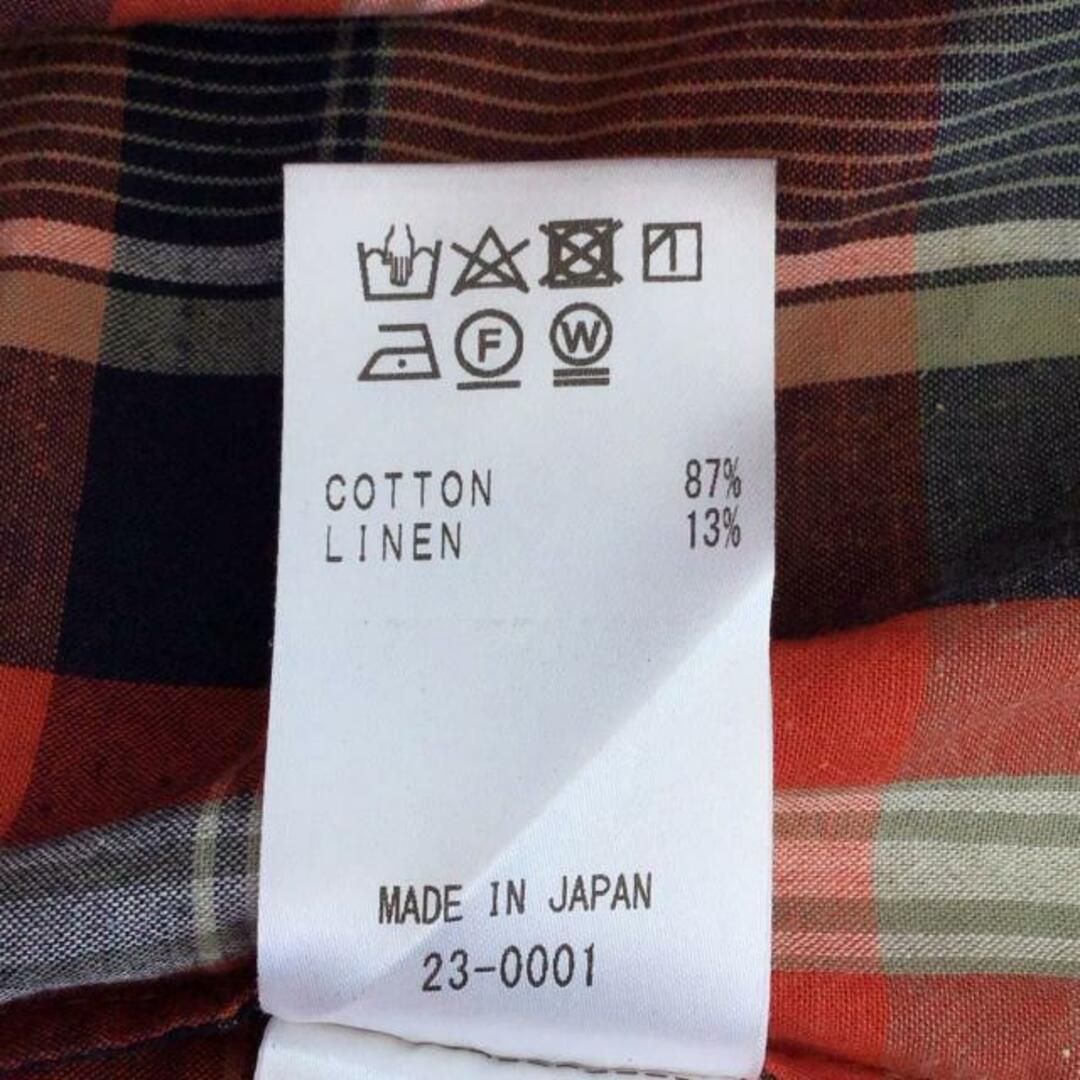 F W
COTTON 87%
LINEN 13%
MADE IN JAPAN
23-0001